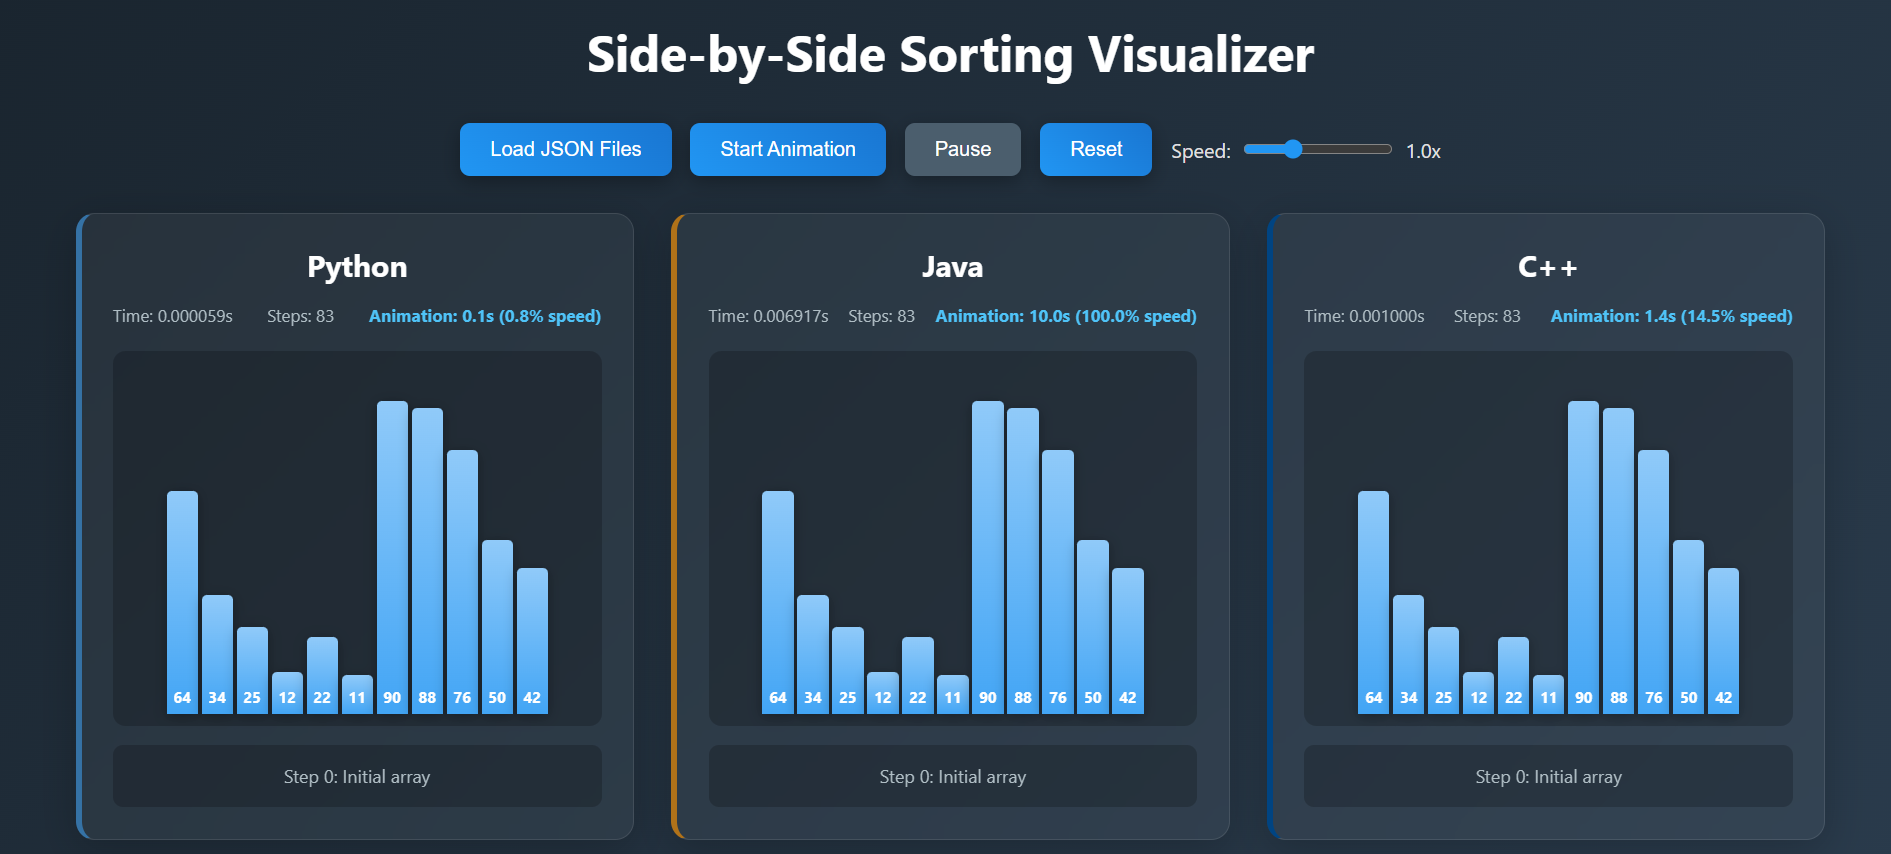 Side-by-Side Sorting Visualizer
Load JSON Files Start Animation Pause Reset Speed: 1.0x
Python
Time: 0.000059s Steps: 83 Animation: 0.1s (0.8% speed)
64 34 25 12 22 11 90 88 76 50 42
Step 0: Initial array
Java
Time: 0.006917s Steps: 83 Animation: 10.0s (100.0% speed)
64 34 25 12 22 11 90 88 76 50 42
Step 0: Initial array
C++
Time: 0.001000s Steps: 83 Animation: 1.4s (14.5% speed)
64 34 25 12 22 11 90 88 76 50 42
Step 0: Initial array